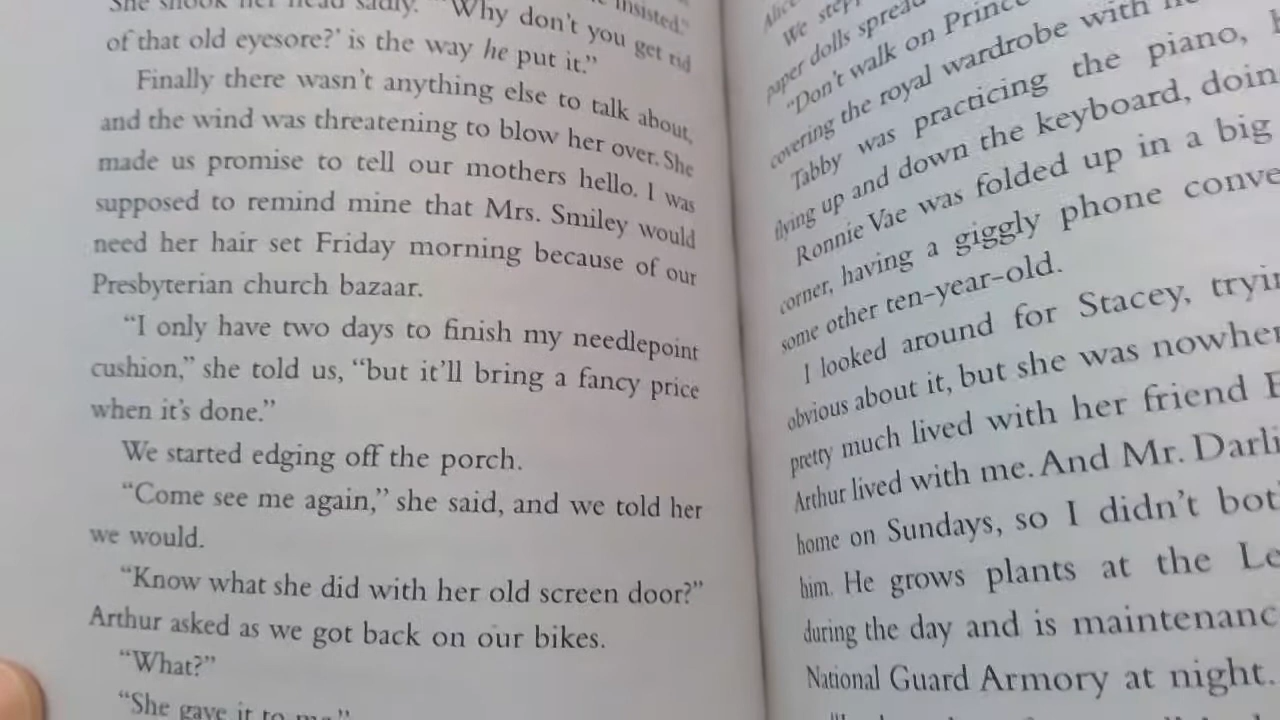 She shook her head sadly. "'Why don't you get rid
insisted."
of that old eyesore?' is the way he put it."
Finally there wasn't anything else to talk about,
and the wind was threatening to blow her over. She
made us promise to tell our mothers hello. I was
supposed to remind mine that Mrs. Smiley would
need her hair set Friday morning because of our
Presbyterian church bazaar.
"I only have two days to finish my needlepoint
cushion," she told us, "but it'll bring a fancy price
when it's done."
We started edging off the porch.
"Come see me again," she said, and we told her
we would.
"Know what she did with her old screen door?"
Arthur asked as we got back on our bikes.
"What?"
"She gave it to me."
Alice
We
paper dolls spread
"Don't walk on
covering the royal wardrobe with
Tabby was practicing the piano,
flying up and down the keyboard,
Ronnie Vae was folded up in a big
corner, having a giggly phone
some other ten-year-old.
I looked around for Stacey,
obvious about it, but she was
pretty much lived with her friend
Arthur lived with me. And Mr.
home on Sundays, so I didn't
him. He grows plants at the
during the day and is
National Guard Armory at night.